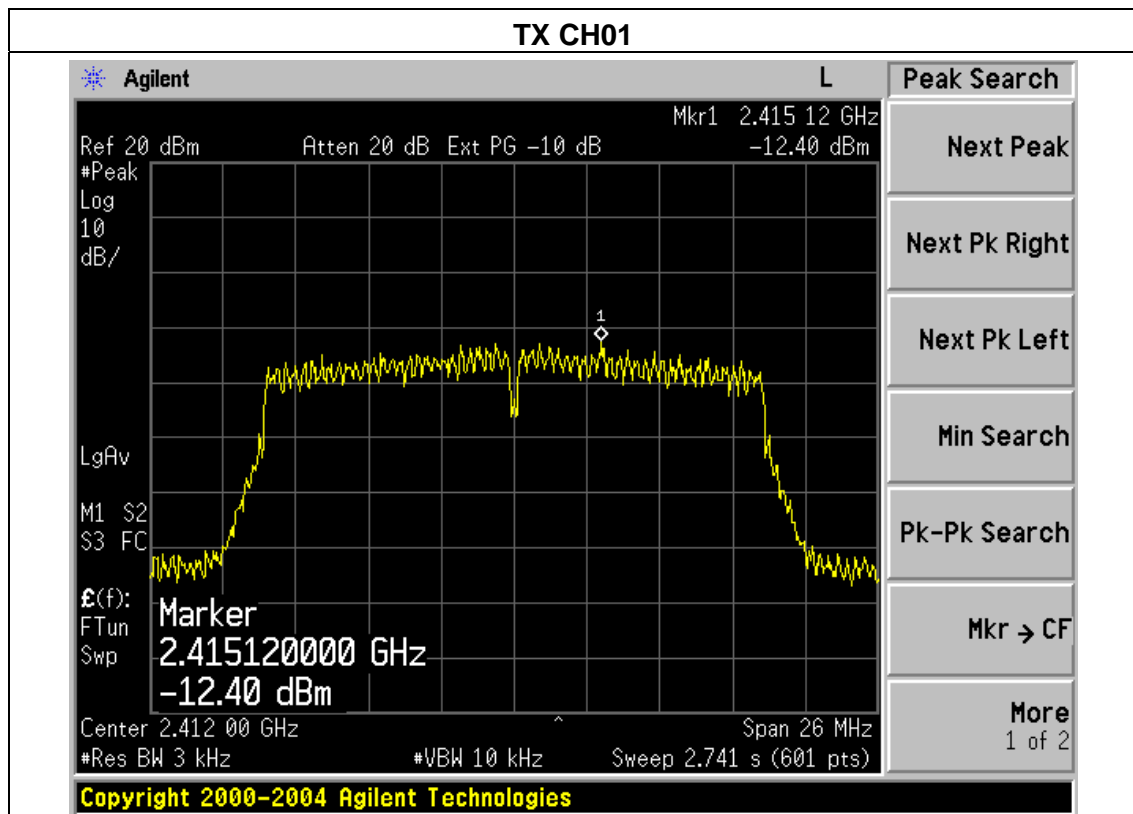 TX CH01
Agilent L Peak Search
Mkr1 2.415 12 GHz
Ref 20 dBm Atten 20 dB Ext PG -10 dB -12.40 dBm
#Peak
Log
10
dB/
1
LgAv
M1 S2
S3 FC
£(f):
FTun
Swp
Marker
2.415120000 GHz
-12.40 dBm
Center 2.412 00 GHz ^ Span 26 MHz
#Res BW 3 kHz #VBW 10 kHz Sweep 2.741 s (601 pts)
Next Peak
Next Pk Right
Next Pk Left
Min Search
Pk-Pk Search
Mkr → CF
More
1 of 2
Copyright 2000-2004 Agilent Technologies